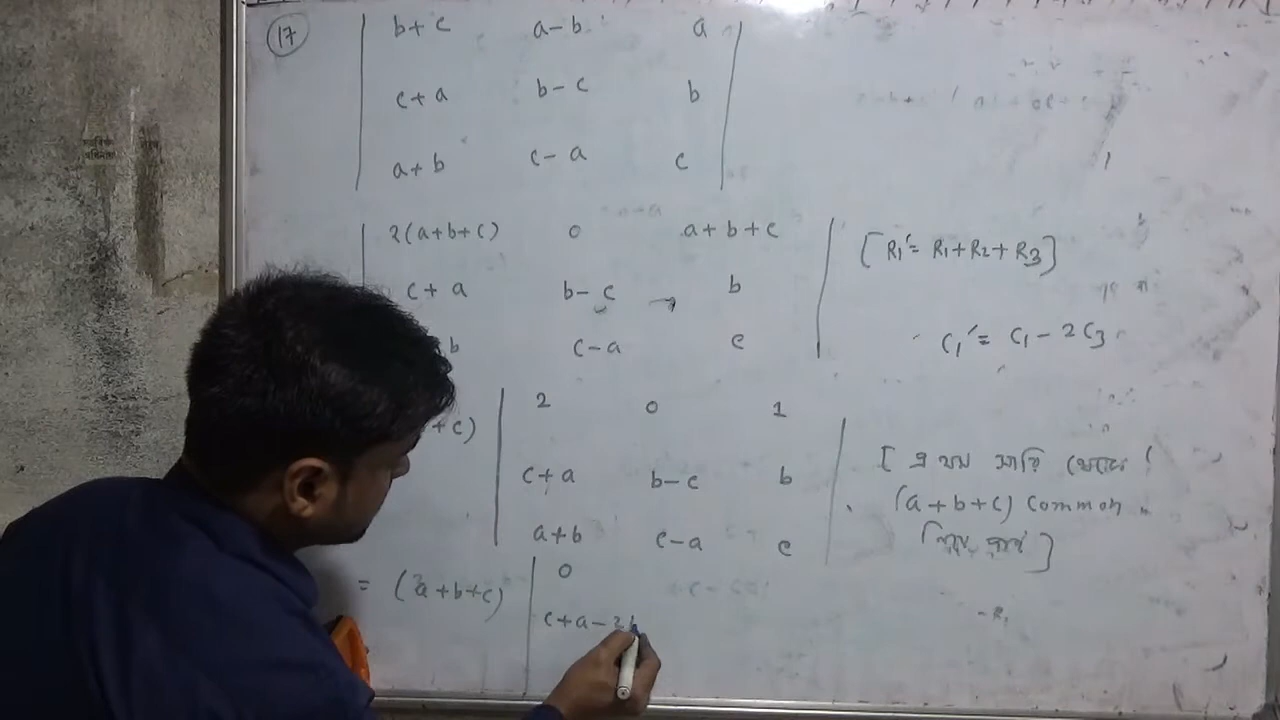 17
b+c a-b a
c+a b-c b
a+b c-a c
2(a+b+c) 0 a+b+c [R₁′= R₁+R₂+R₃]
c+a b-c b
b c-a c C₁′= C₁-2C₃
+c) 2 0 1
c+a b-c b [প্রথম সারি থেকে
a+b c-a c (a+b+c) common
নিয়ে পাই]
= (a+b+c) 0
c+a-2b